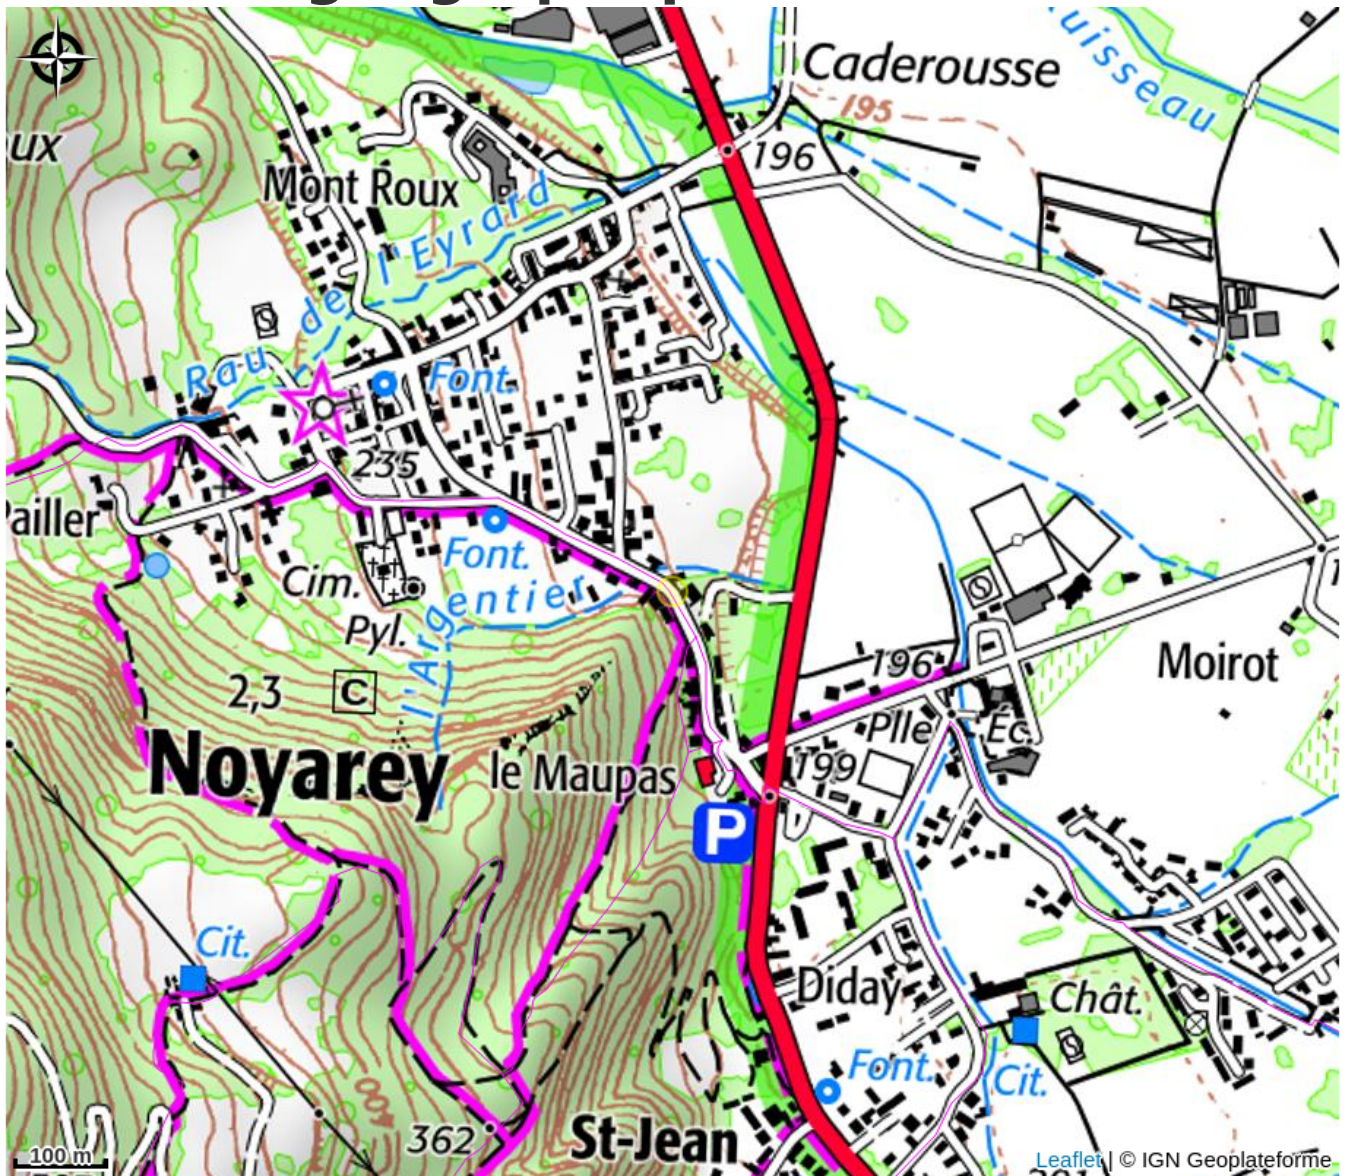 Caderousse
uisseau
195
ux
196
Mont Roux
Rau de l'Eyrard
Font.
235
ailler
Font.
Cim.
l'Argentier
Pyl.
196
Moirot
2,3
C
Plle
Éc.
Noyarey
le Maupas
199
P
Cit.
Diday
Chât.
Font.
Cit.
400
362
St-Jean
100 m
Leaflet | © IGN Geoplateforme